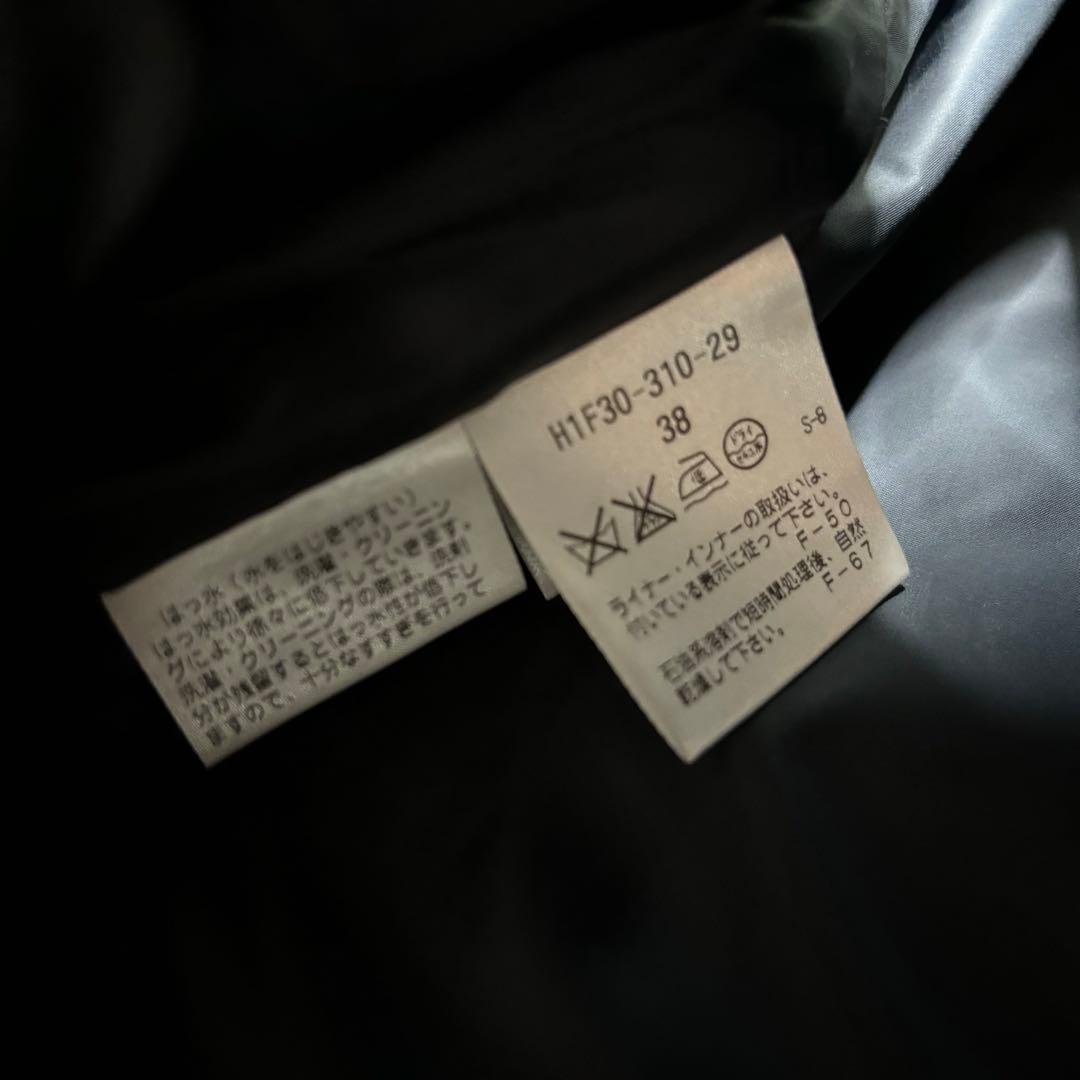 はっ水（水をはじきやすい）
はっ水効果は、洗濯・クリーニン
グにより徐々に低下していきます。
洗濯・クリーニングの際は、洗剤
分が残留するとはっ水性が低下し
ますので、十分なすすぎを行って
H1F30-310-29
38
ドライ
セキユ系
S-8
ライナー・インナーの取扱いは、
付いている表示に従って下さい。
F-50
石油系溶剤で短時間処理後、自然
乾燥して下さい。
F-67